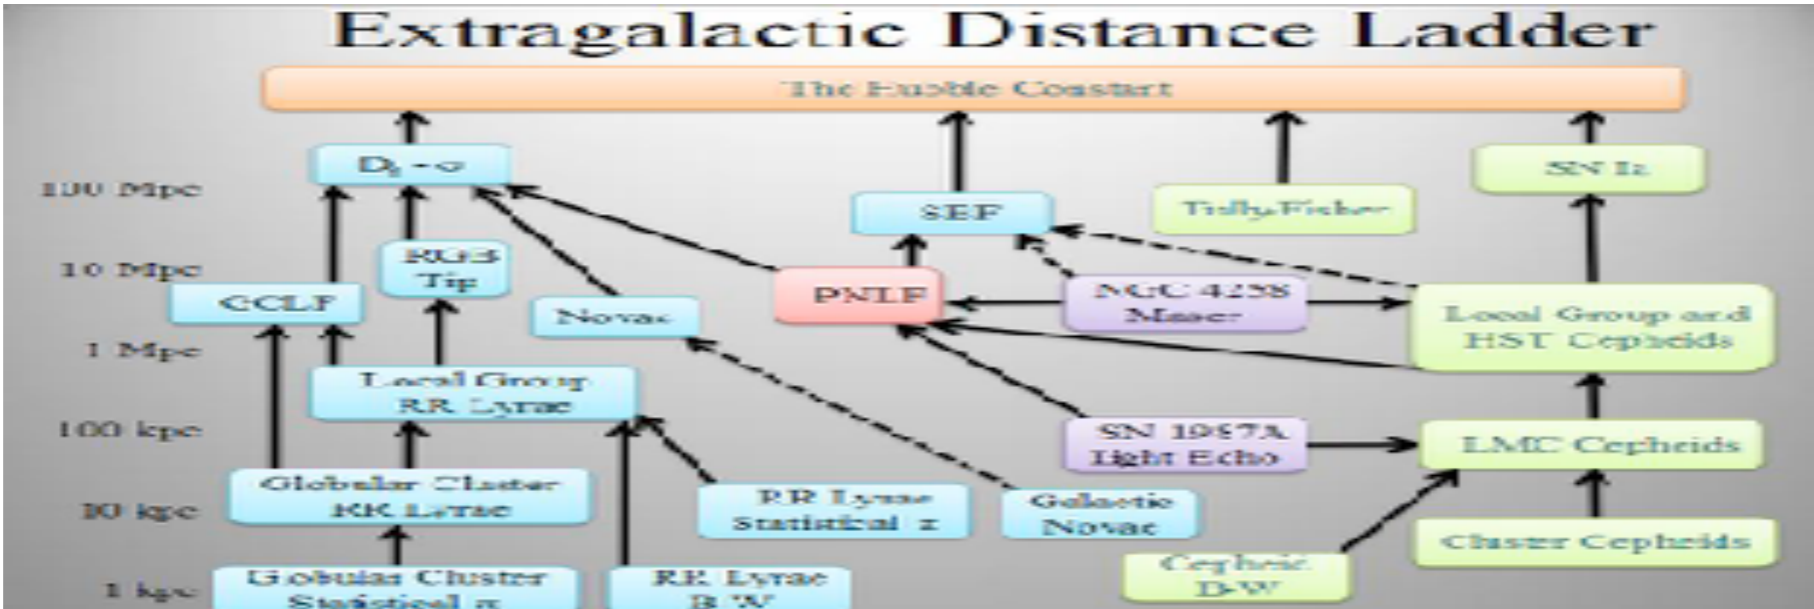 Extragalactic Distance Ladder
The Hubble Constant
D - σ
100 Mpc
SBF
Tully-Fisher
SN Ia
10 Mpc
RGB
Tip
GCLF
Novae
PNLF
NGC 4258
Maser
Local Group and
HST Cepheids
1 Mpc
Local Group
RR Lyrae
100 kpc
SN 1987A
Light Echo
LMC Cepheids
Globular Cluster
RR Lyrae
10 kpc
RR Lyrae
Statistical π
Galactic
Novae
Cluster Cepheids
Cepheid
B-W
1 kpc
Globular Cluster
Statistical π
RR Lyrae
B-W